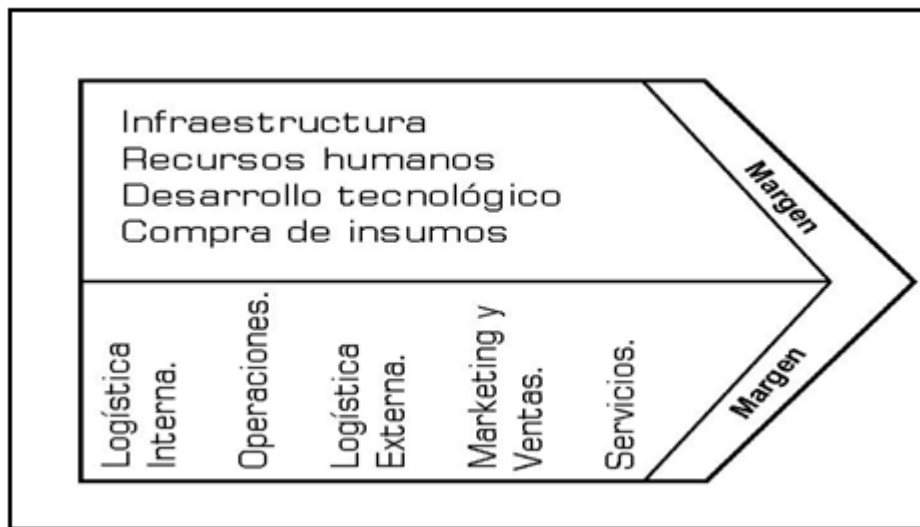 Infraestructura
Recursos humanos
Desarrollo tecnológico
Compra de insumos
Margen
Logística
Interna.
Operaciones.
Logística
Externa.
Marketing y
Ventas.
Servicios.
Margen